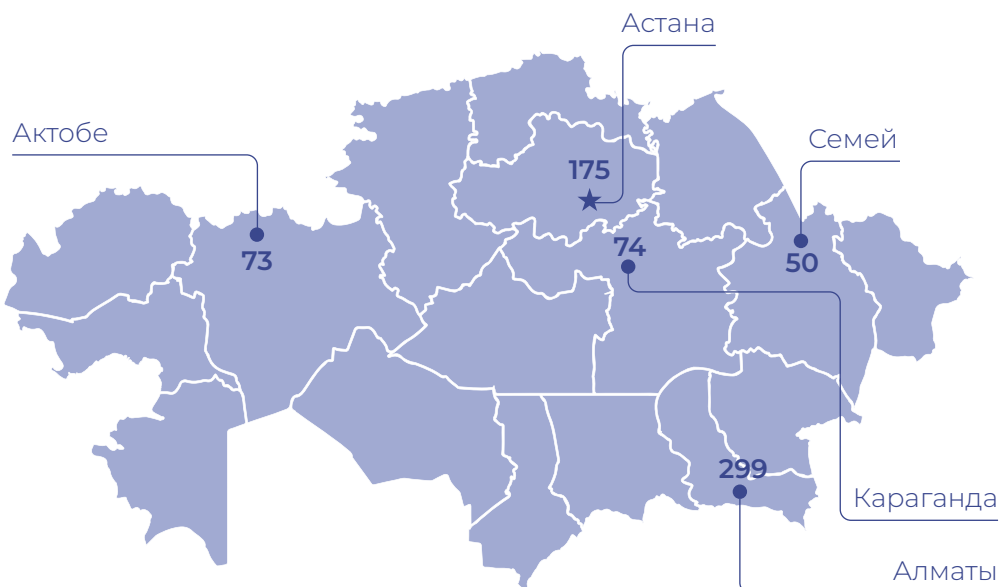 Астана
Актобе
Семей
175
73
74
50
299
Караганда
Алматы